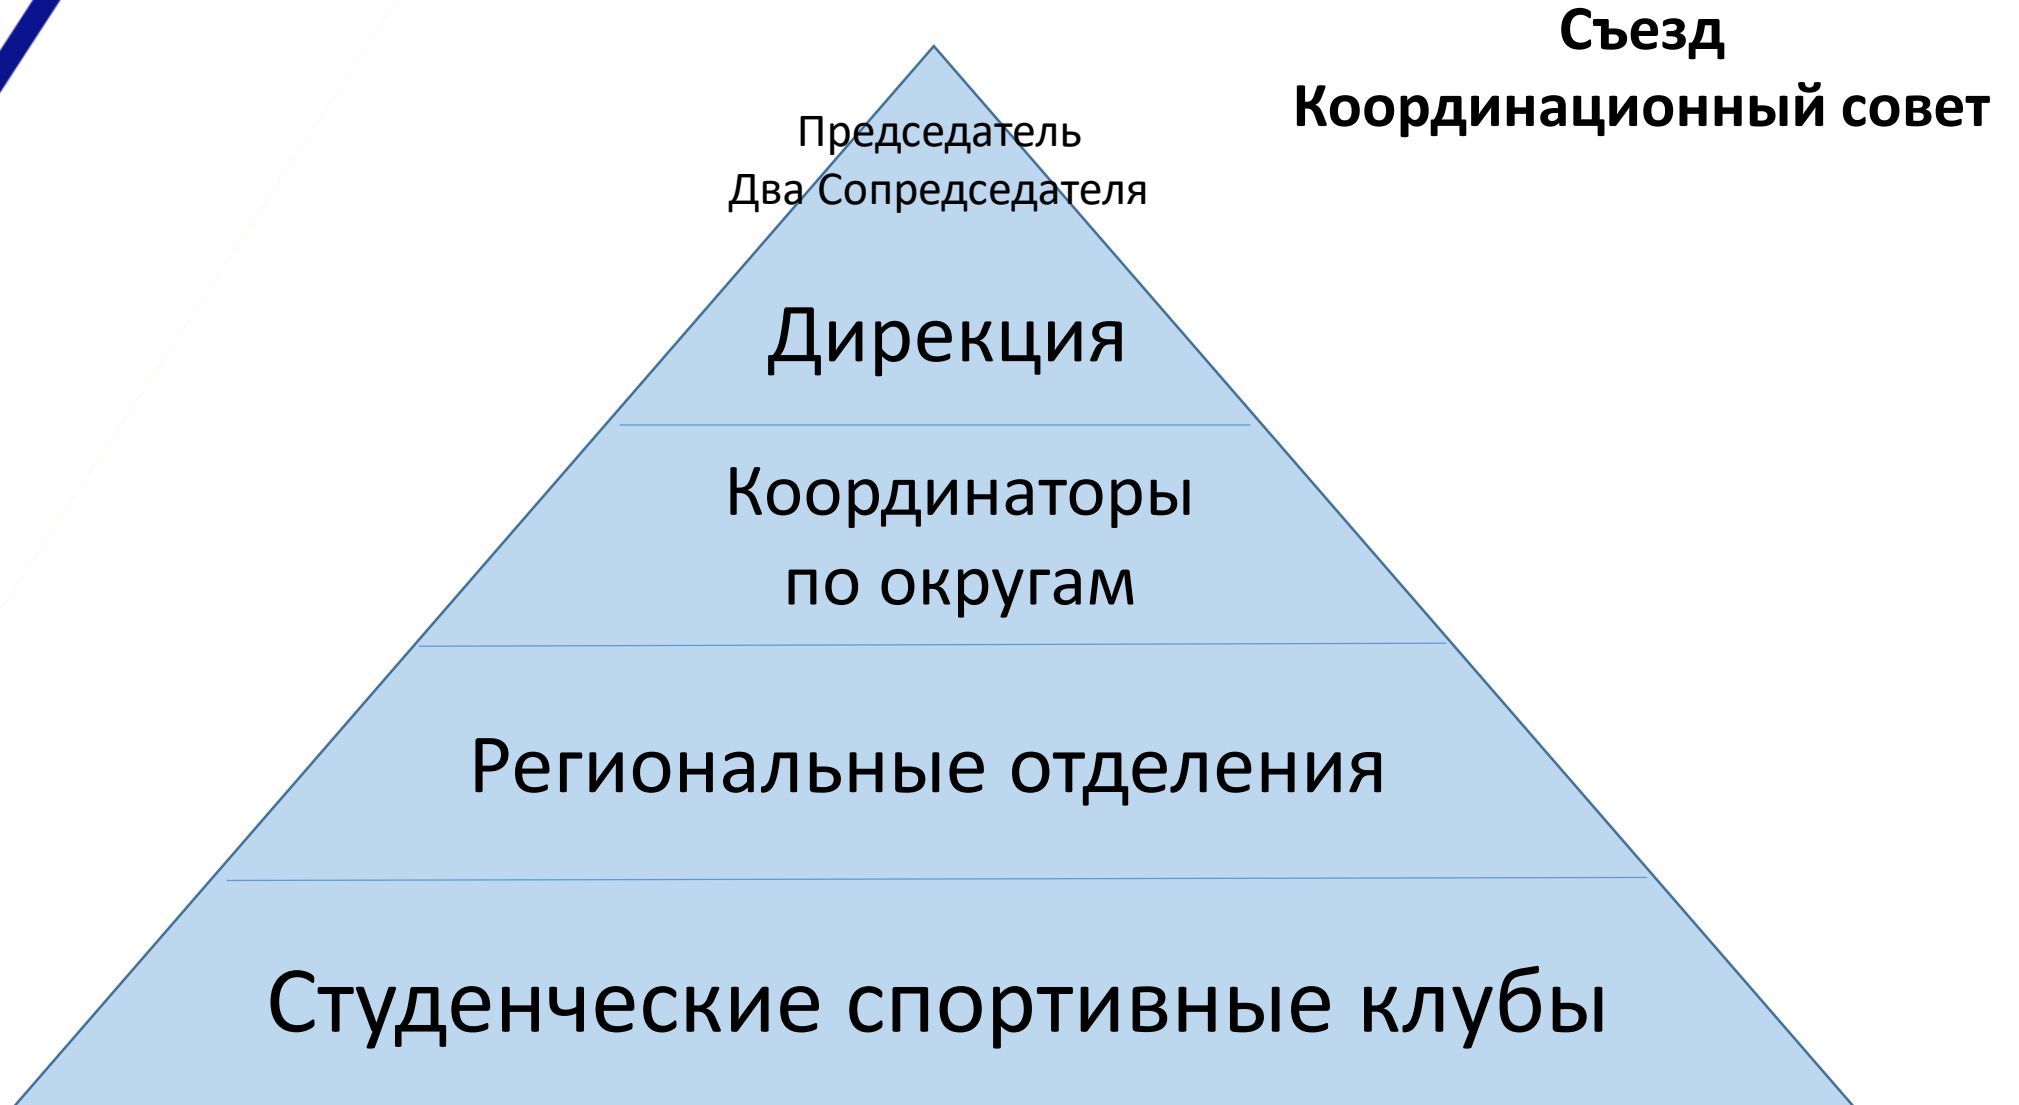 Съезд
Координационный совет
Председатель
Два Сопредседателя
Дирекция
Координаторы
по округам
Региональные отделения
Студенческие спортивные клубы